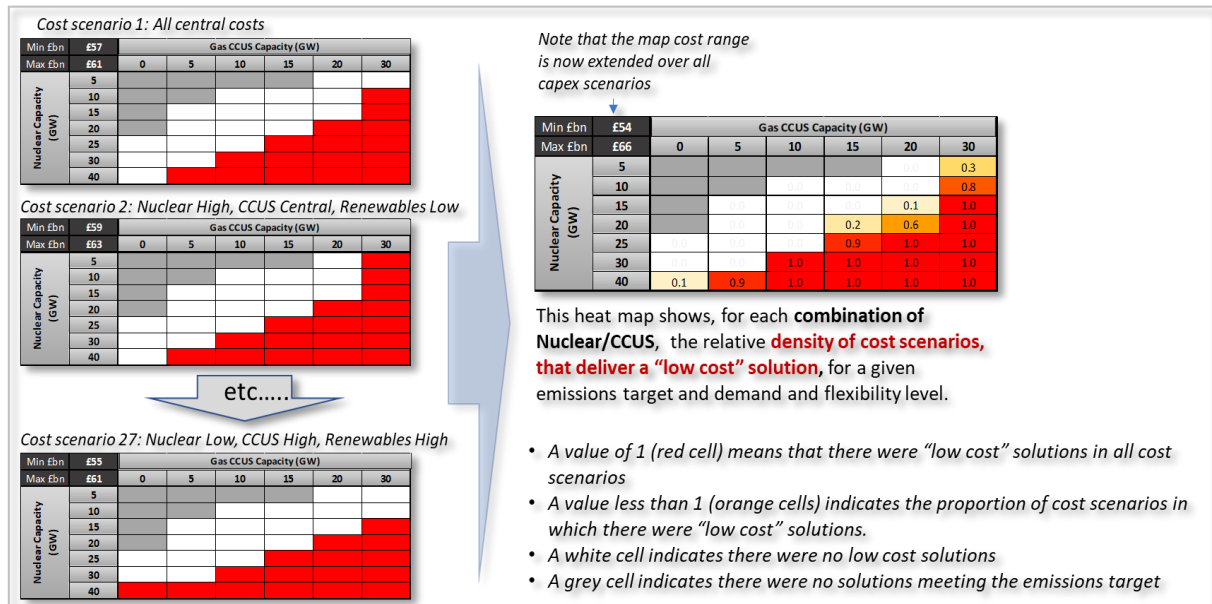 Cost scenario 1: All central costs
Min £bn £57 Gas CCUS Capacity (GW)
Max £bn £61 0 5 10 15 20 30
Nuclear Capacity
(GW)
5
10
15
20
25
30
40
Cost scenario 2: Nuclear High, CCUS Central, Renewables Low
Min £bn £59 Gas CCUS Capacity (GW)
Max £bn £63 0 5 10 15 20 30
Nuclear Capacity
(GW)
5
10
15
20
25
30
40
etc.....
Cost scenario 27: Nuclear Low, CCUS High, Renewables High
Min £bn £55 Gas CCUS Capacity (GW)
Max £bn £61 0 5 10 15 20 30
Nuclear Capacity
(GW)
5
10
15
20
25
30
40
Note that the map cost range
is now extended over all
capex scenarios
Min £bn £54 Gas CCUS Capacity (GW)
Max £bn £66 0 5 10 15 20 30
Nuclear Capacity
(GW)
5 0.0 0.3
10 0.0 0.0 0.0 0.8
15 0.0 0.0 0.0 0.1 1.0
20 0.0 0.0 0.2 0.6 1.0
25 0.0 0.0 0.0 0.9 1.0 1.0
30 0.0 0.0 1.0 1.0 1.0 1.0
40 0.1 0.9 1.0 1.0 1.0 1.0
This heat map shows, for each combination of
Nuclear/CCUS, the relative density of cost scenarios,
that deliver a “low cost” solution, for a given
emissions target and demand and flexibility level.
• A value of 1 (red cell) means that there were “low cost” solutions in all cost
scenarios
• A value less than 1 (orange cells) indicates the proportion of cost scenarios in
which there were “low cost” solutions.
• A white cell indicates there were no low cost solutions
• A grey cell indicates there were no solutions meeting the emissions target